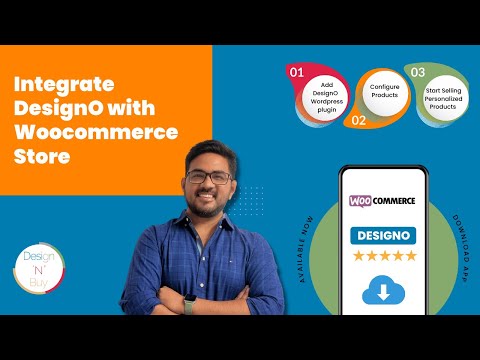 Integrate
DesignO with
Woocommerce
Store
01
Add
DesignO
Wordpress
plugin
02
Configure
Products
03
Start Selling
Personalized
Products
WOO COMMERCE
DESIGNO
AVAILABLE NOW
DOWNLOAD APP
Design
'N'
Buy